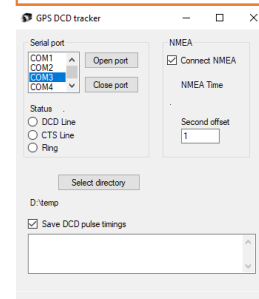 GPS DCD tracker
Serial port
COM1
COM2
COM3
COM4
Open port
Close port
Status .
DCD Line
CTS Line
Ring
NMEA
Connect NMEA
NMEA Time
.
Second offset
1
Select directory
D:\temp
Save DCD pulse timings